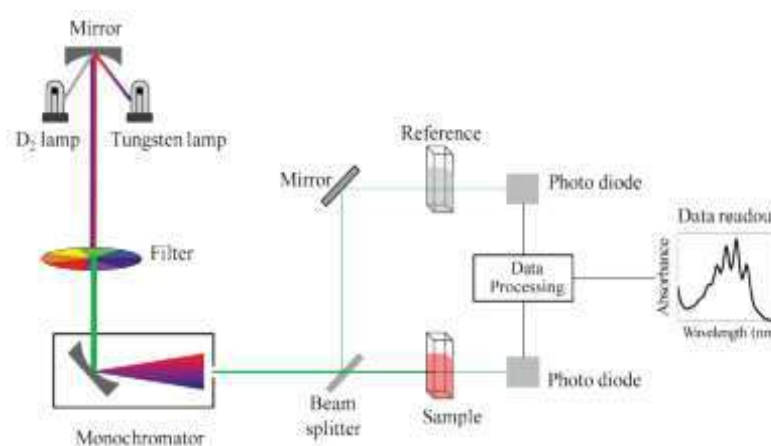 Mirror
D₂ lamp
Tungsten lamp
Filter
Monochromator
Mirror
Reference
Beam
splitter
Sample
Photo diode
Data
Processing
Photo diode
Data readout
Absorbance
Wavelength (nm